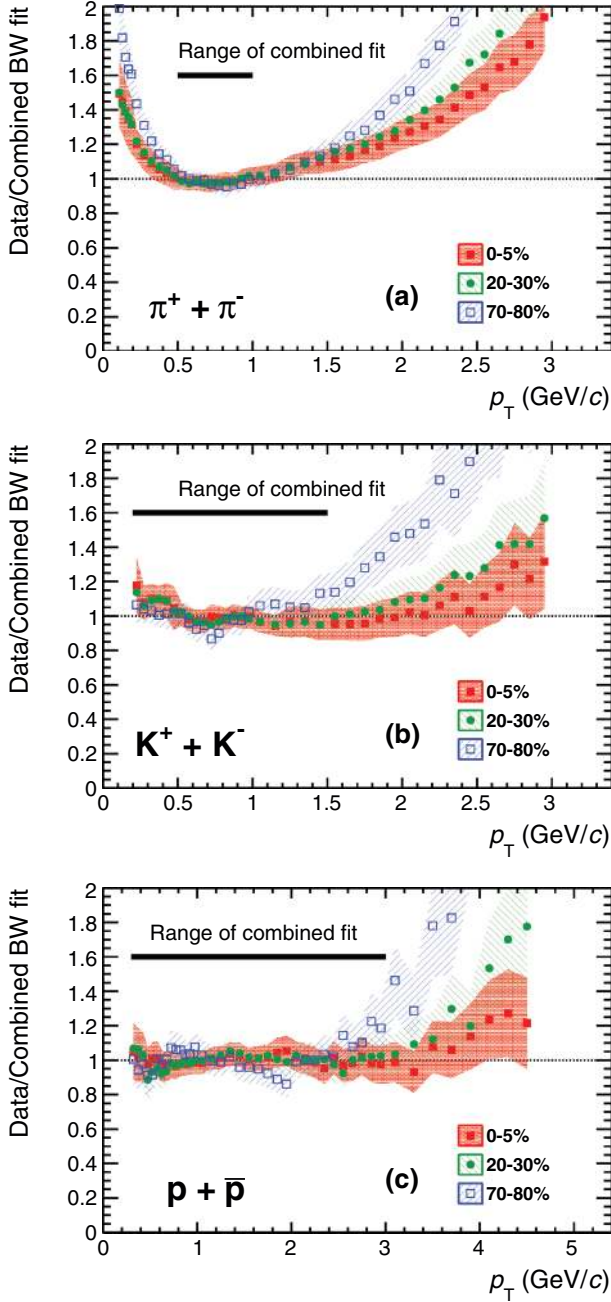 Data/Combined BW fit
2
1.8
1.6
1.4
1.2
1
0.8
0.6
0.4
0.2
0
Range of combined fit
0-5%
20-30%
70-80%
π⁺ + π⁻
(a)
0 0.5 1 1.5 2 2.5 3
p_T (GeV/c)
Data/Combined BW fit
2
1.8
1.6
1.4
1.2
1
0.8
0.6
0.4
0.2
0
Range of combined fit
0-5%
20-30%
70-80%
K⁺ + K⁻
(b)
0 0.5 1 1.5 2 2.5 3
p_T (GeV/c)
Data/Combined BW fit
2
1.8
1.6
1.4
1.2
1
0.8
0.6
0.4
0.2
0
Range of combined fit
0-5%
20-30%
70-80%
p + p̅
(c)
0 1 2 3 4 5
p_T (GeV/c)